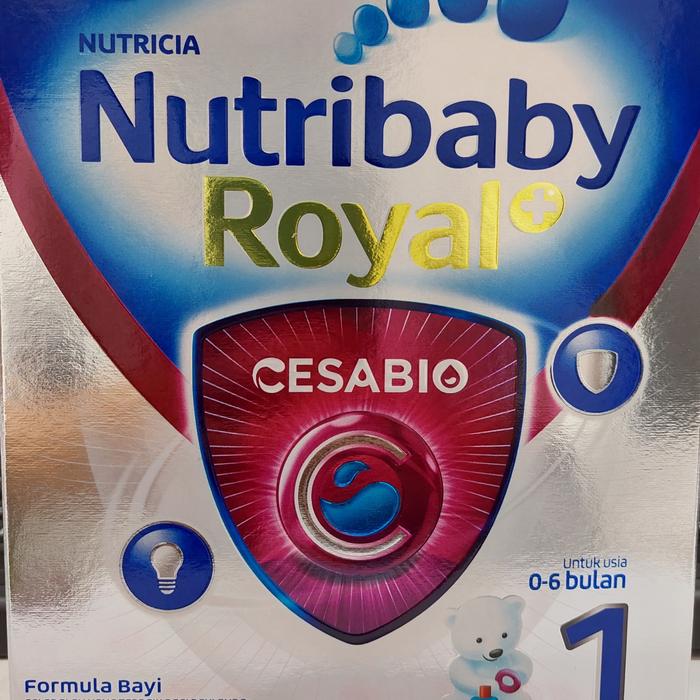 NUTRICIA
Nutribaby
Royal+
CESABIO
Untuk usia
0-6 bulan
1
Formula Bayi